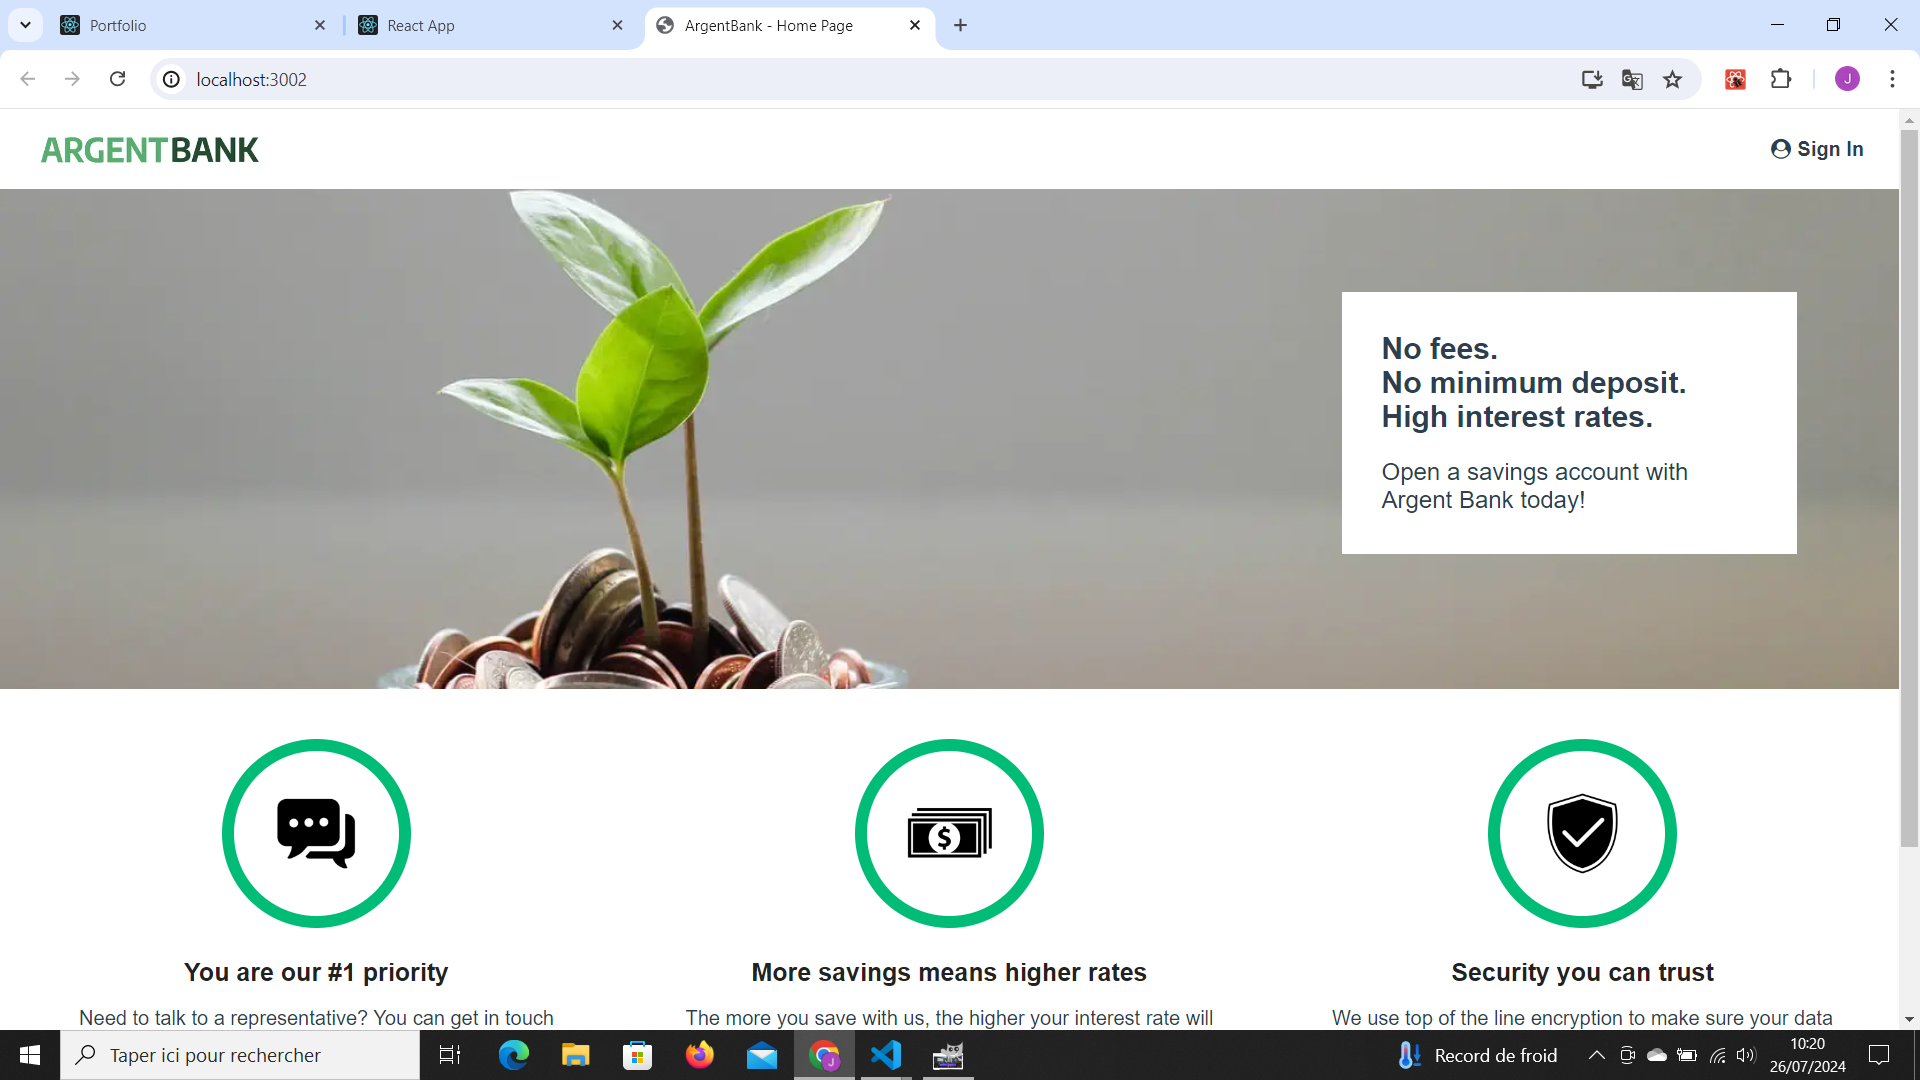 Portfolio
React App
ArgentBank - Home Page
localhost:3002
J
ARGENTBANK
Sign In
No fees.
No minimum deposit.
High interest rates.
Open a savings account with
Argent Bank today!
$
You are our #1 priority
More savings means higher rates
Security you can trust
Need to talk to a representative? You can get in touch
The more you save with us, the higher your interest rate will
We use top of the line encryption to make sure your data
Taper ici pour rechercher
J
Record de froid
10:20
26/07/2024